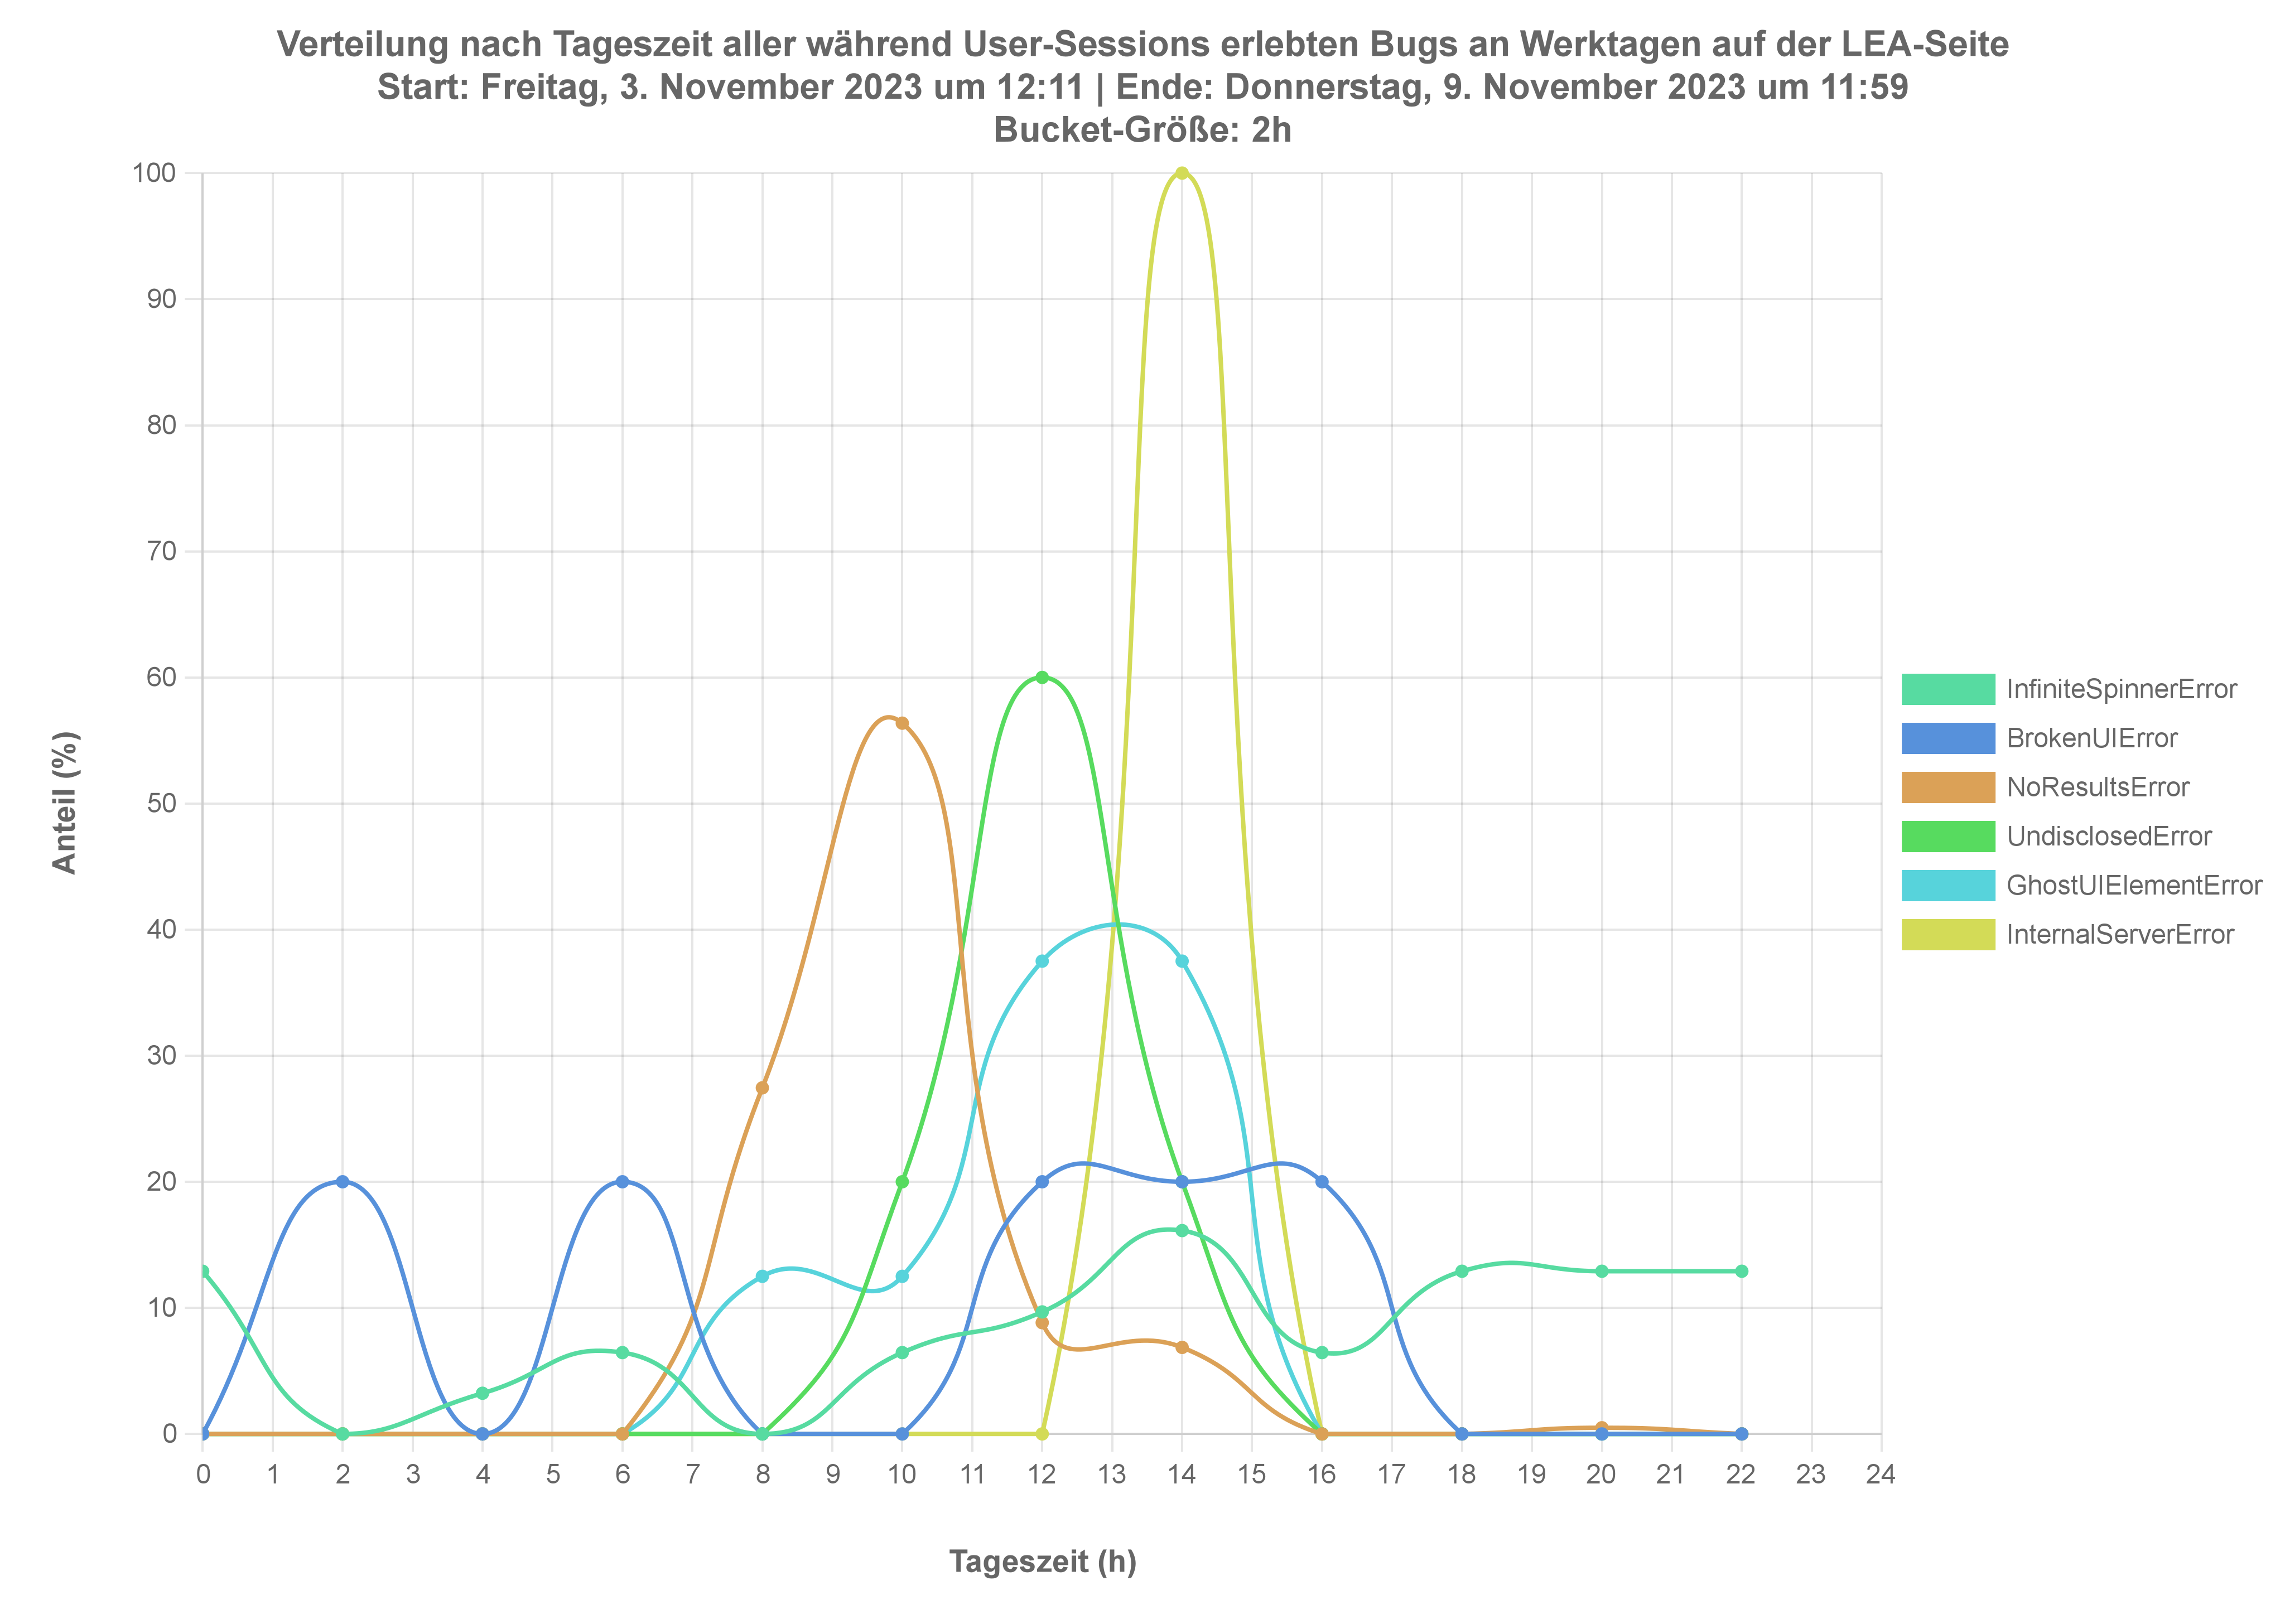 Verteilung nach Tageszeit aller während User-Sessions erlebten Bugs an Werktagen auf der LEA-Seite
Start: Freitag, 3. November 2023 um 12:11 | Ende: Donnerstag, 9. November 2023 um 11:59
Bucket-Größe: 2h
100
90
80
70
60
50
40
30
20
10
0
Anteil (%)
0 1 2 3 4 5 6 7 8 9 10 11 12 13 14 15 16 17 18 19 20 21 22 23 24
Tageszeit (h)
InfiniteSpinnerError
BrokenUIError
NoResultsError
UndisclosedError
GhostUIElementError
InternalServerError